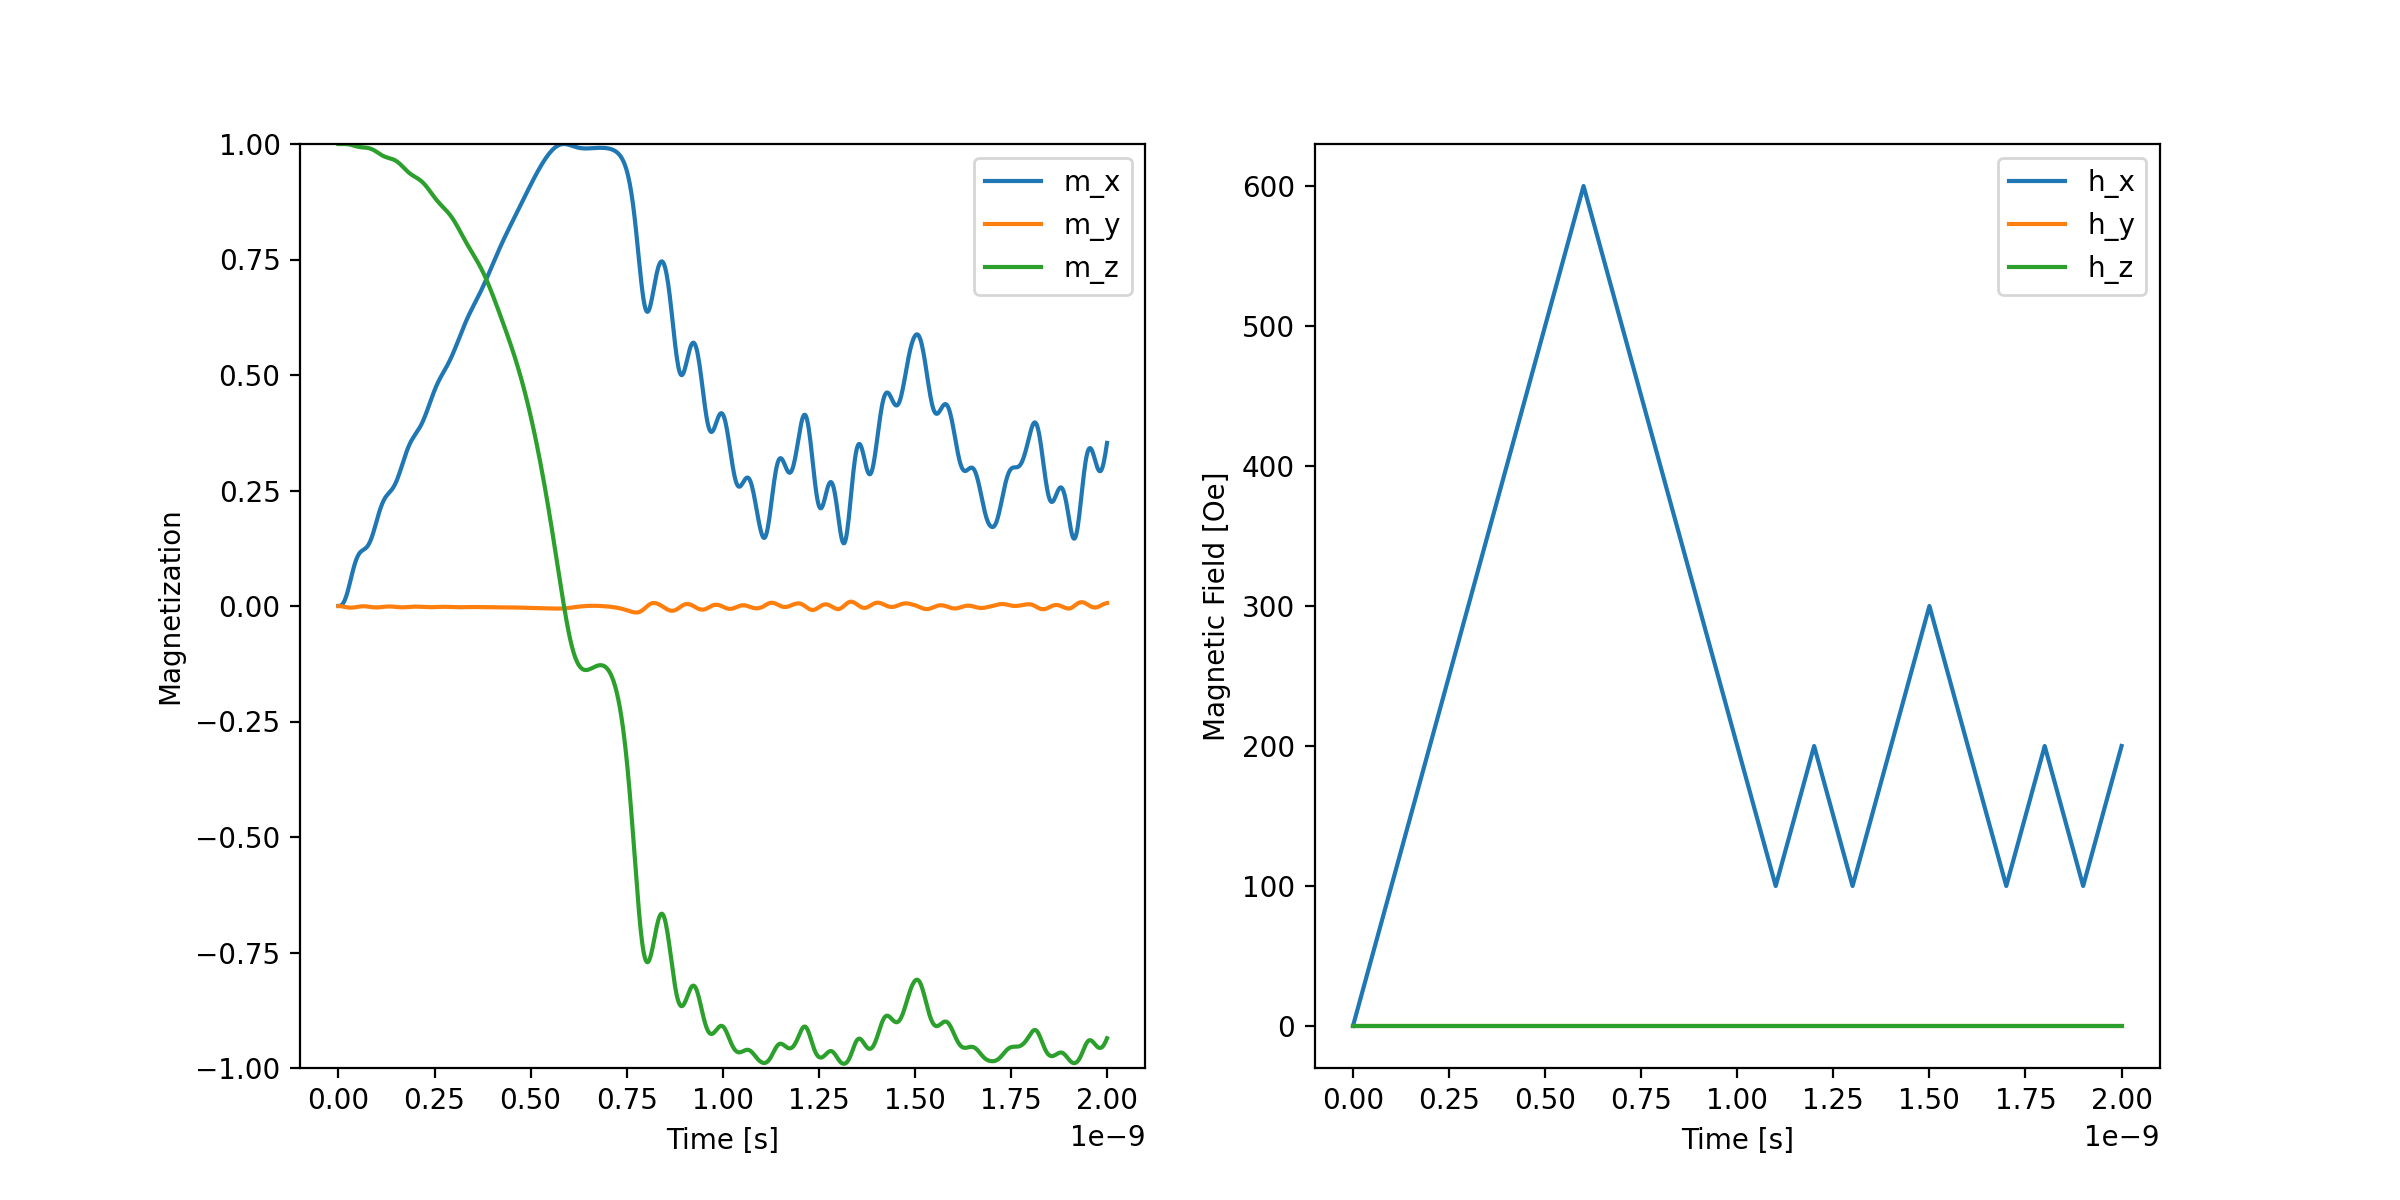 1.00
0.75
0.50
0.25
0.00
−0.25
−0.50
−0.75
−1.00
Magnetization
m_x
m_y
m_z
0.00 0.25 0.50 0.75 1.00 1.25 1.50 1.75 2.00
Time [s]
1e−9
600
500
400
300
200
100
0
Magnetic Field [Oe]
h_x
h_y
h_z
0.00 0.25 0.50 0.75 1.00 1.25 1.50 1.75 2.00
Time [s]
1e−9